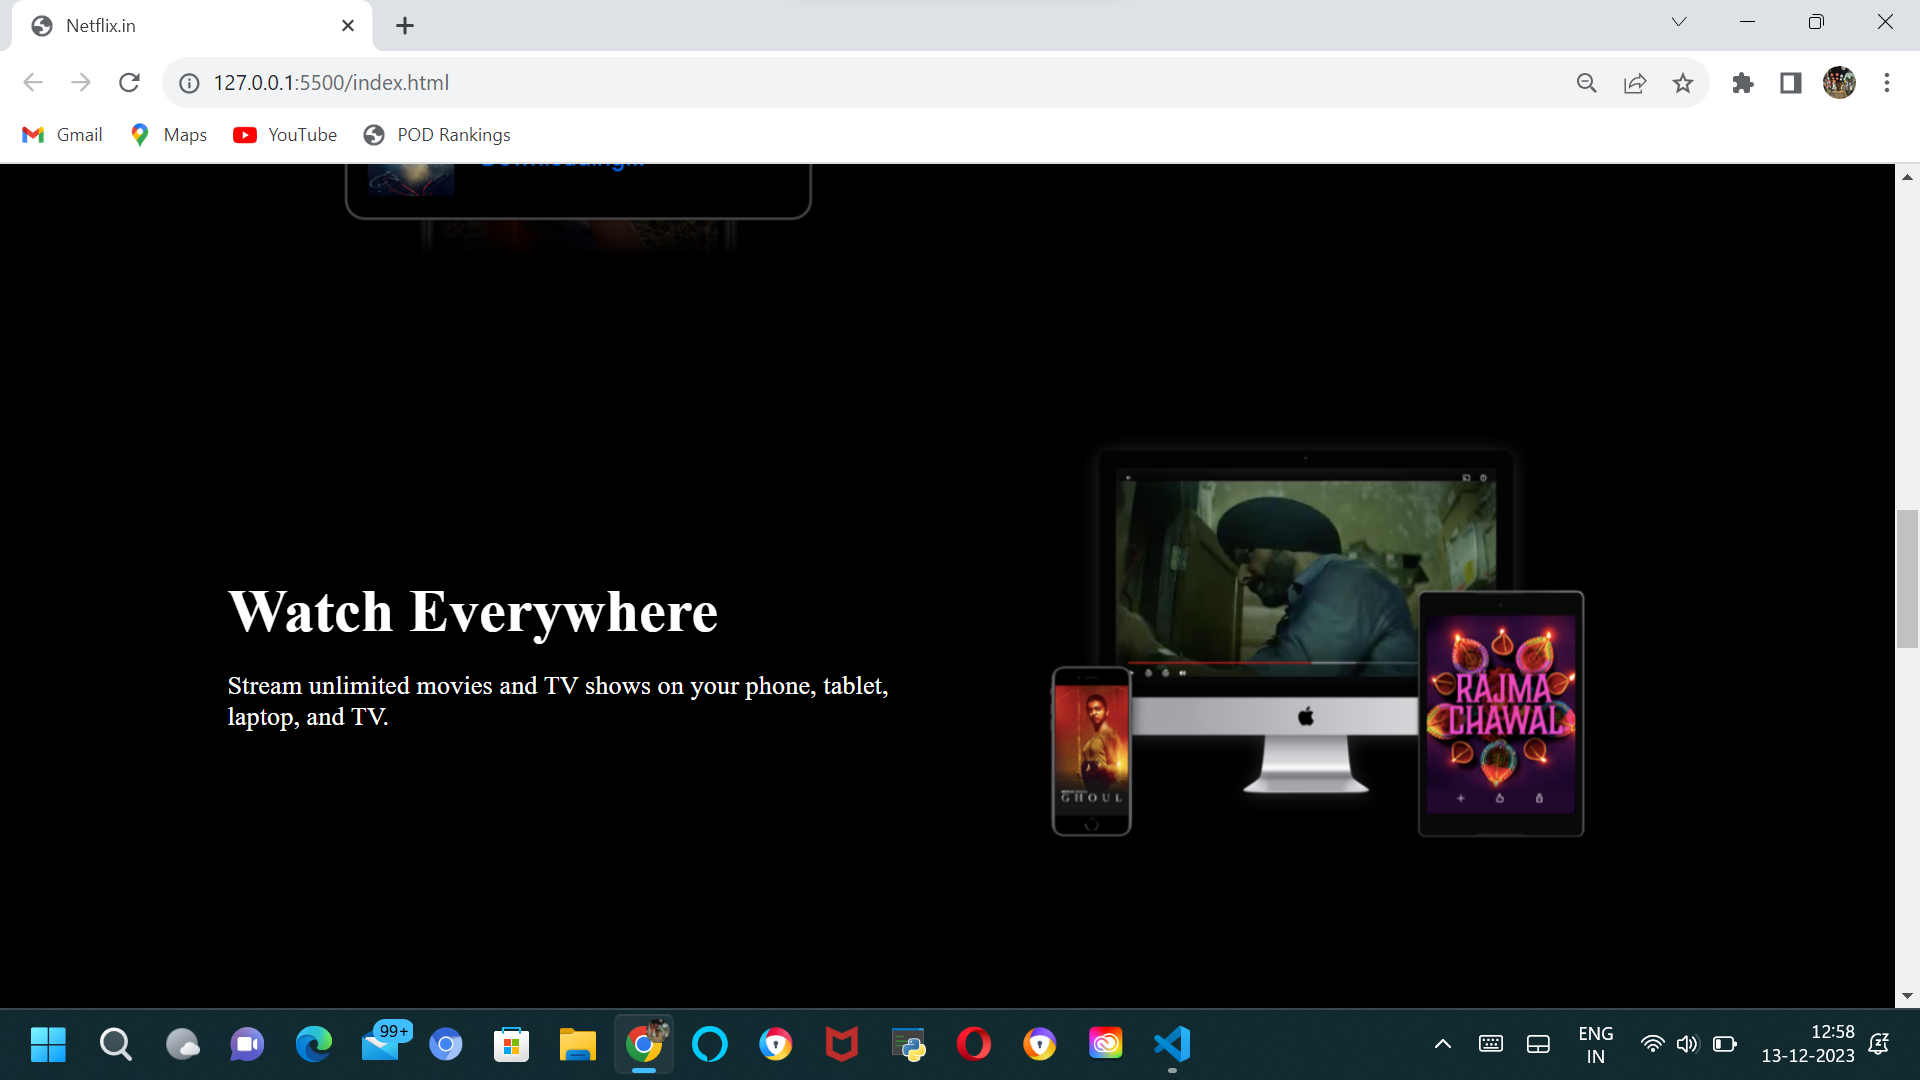 Netflix.in
127.0.0.1:5500/index.html
Gmail
Maps
YouTube
POD Rankings
Downloading...
Watch Everywhere
Stream unlimited movies and TV shows on your phone, tablet,
laptop, and TV.
GHOUL
RAJMA
CHAWAL
99+
ENG
IN
12:58
13-12-2023